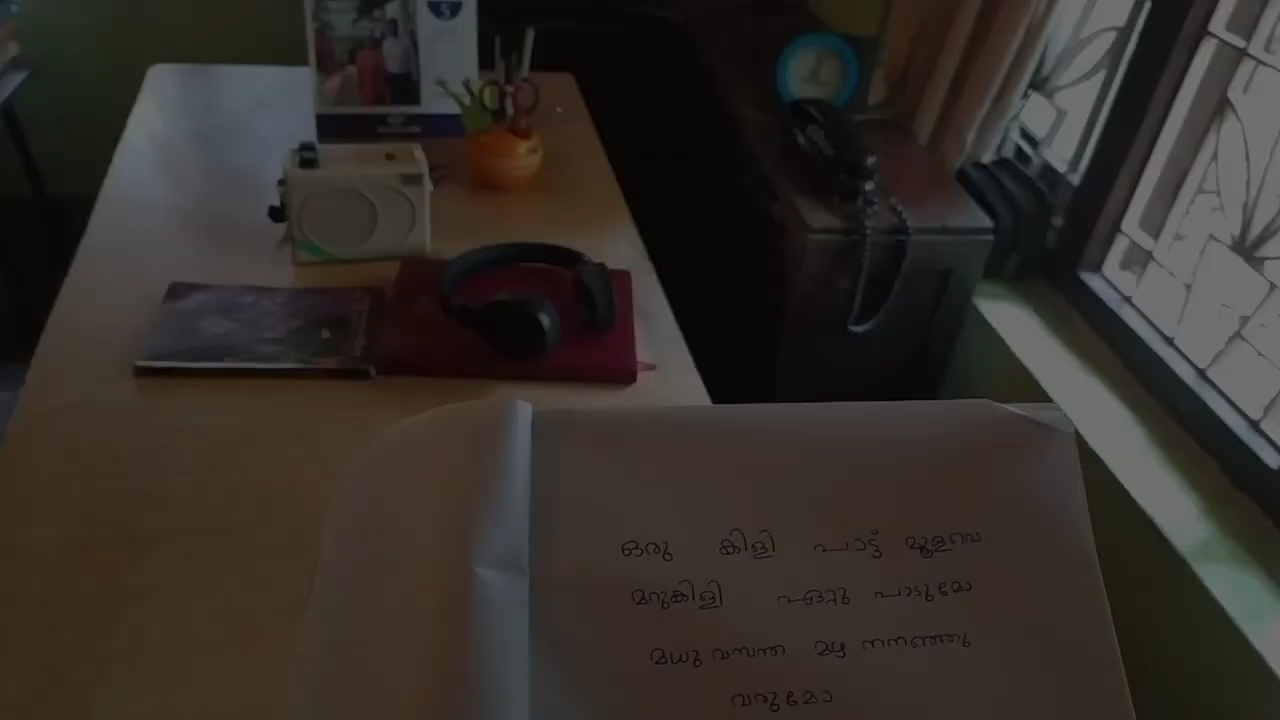 ഒരു കിളി പാട്ട് മൂളവെ
മറുകിളി ഏറ്റു പാടുമോ
മധു വസന്ത മഴ നനഞ്ഞു
വരുമോ